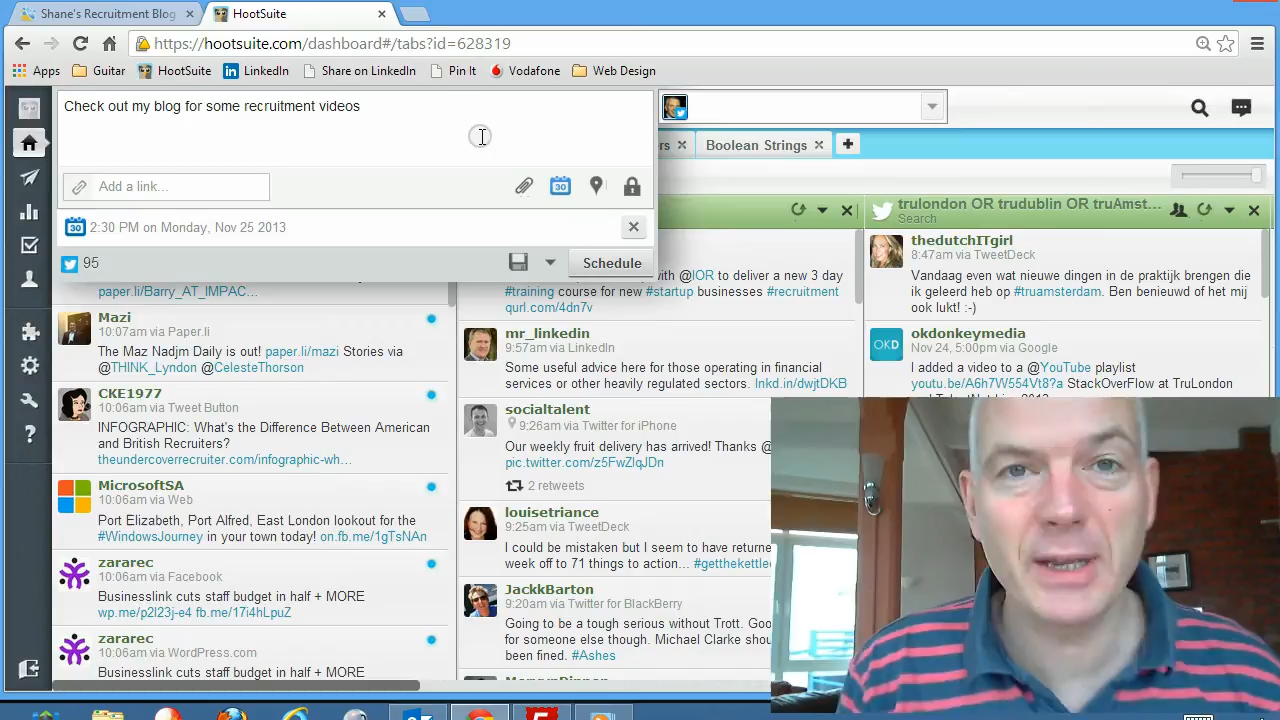 Shane's Recruitment Blog
HootSuite
https://hootsuite.com/dashboard#/tabs?id=628319
Apps
Guitar
HootSuite
LinkedIn
Share on LinkedIn
Pin It
Vodafone
Web Design
Check out my blog for some recruitment videos
Add a link...
30
30
2:30 PM on Monday, Nov 25 2013
95
Schedule
ers
Boolean Strings
paper.li/Barry_AT_IMPAC...
Mazi
10:07am via Paper.li
The Maz Nadjm Daily is out! paper.li/mazi Stories via
@THINK_Lyndon @CelesteThorson
CKE1977
10:06am via Tweet Button
INFOGRAPHIC: What's the Difference Between American
and British Recruiters?
theundercoverrecruiter.com/infographic-wh...
MicrosoftSA
10:06am via Web
Port Elizabeth, Port Alfred, East London lookout for the
#WindowsJourney in your town today! on.fb.me/1gTsNAn
zararec
10:06am via Facebook
Businesslink cuts staff budget in half + MORE
wp.me/p2l23j-e4 fb.me/17i4hLpuZ
zararec
10:06am via WordPress.com
Businesslink cuts staff budget in half + MORE
with @IOR to deliver a new 3 day
#training course for new #startup businesses #recruitment
qurl.com/4dn7v
mr_linkedin
9:57am via LinkedIn
Some useful advice here for those operating in financial
services or other heavily regulated sectors. lnkd.in/dwjtDKB
socialtalent
9:26am via Twitter for iPhone
Our weekly fruit delivery has arrived! Thanks @
pic.twitter.com/z5FwZlqJDn
2 retweets
louisetriance
9:25am via TweetDeck
I could be mistaken but I seem to have returne
week off to 71 things to action... #getthekettle
JackkBarton
9:20am via Twitter for BlackBerry
Going to be a tough serious without Trott. Goo
for someone else though. Michael Clarke shou
been fined. #Ashes
trulondon OR trudublin OR truAmst...
Search
thedutchITgirl
8:47am via TweetDeck
Vandaag even wat nieuwe dingen in de praktijk brengen die
ik geleerd heb op #truamsterdam. Ben benieuwd of het mij
ook lukt! :-)
OKD
okdonkeymedia
Nov 24, 5:00pm via Google
I added a video to a @YouTube playlist
youtu.be/A6h7W554Vt8?a StackOverFlow at TruLondon